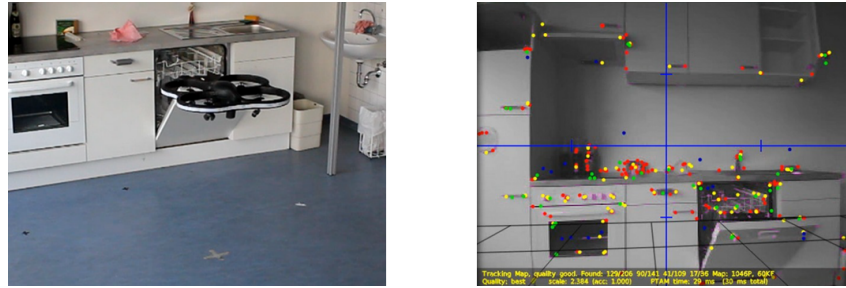 Tracking Map, quality good. Found: 129/206 90/141 41/109 17/36 Map: 1046P, 60KF
Quality: best scale: 2.384 (acc: 1.000) PTAM time: 29 ms (30 ms total)